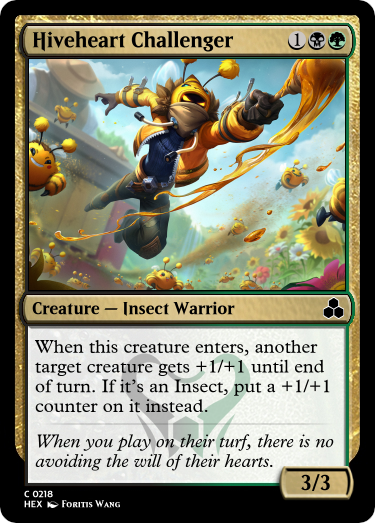 Hiveheart Challenger 1
Creature — Insect Warrior
When this creature enters, another
target creature gets +1/+1 until end
of turn. If it's an Insect, put a +1/+1
counter on it instead.
When you play on their turf, there is no
avoiding the will of their hearts.
3/3
C 0218
HEX Foritis Wang